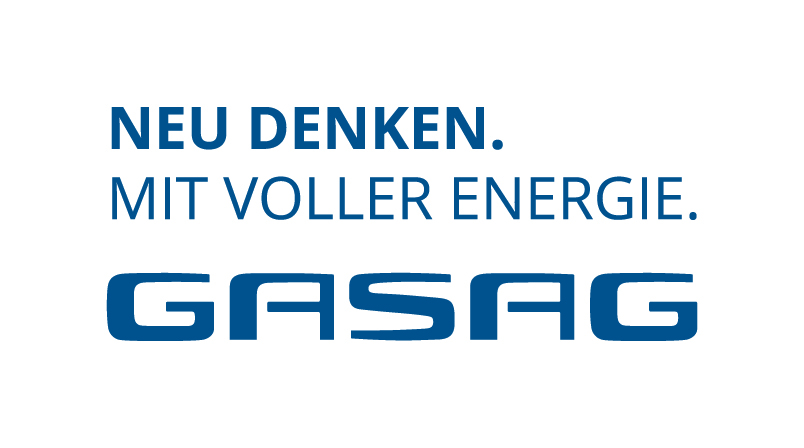 NEU DENKEN.
MIT VOLLER ENERGIE.
GASAG